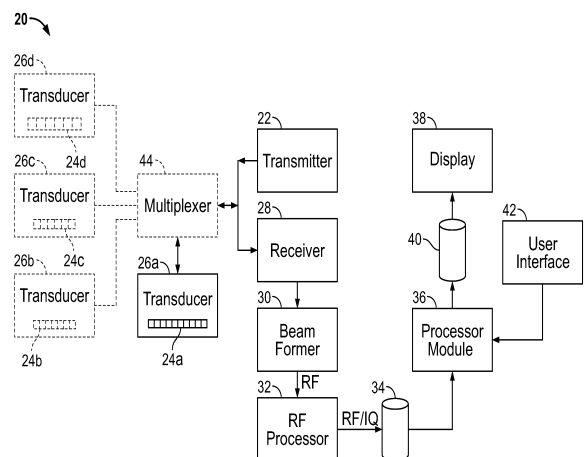 20
26d
Transducer
24d
26c
Transducer
24c
26b
Transducer
24b
44
Multiplexer
26a
Transducer
24a
22
Transmitter
28
Receiver
30
Beam
Former
RF
32
RF
Processor
RF/IQ
34
38
Display
40
36
Processor
Module
42
User
Interface